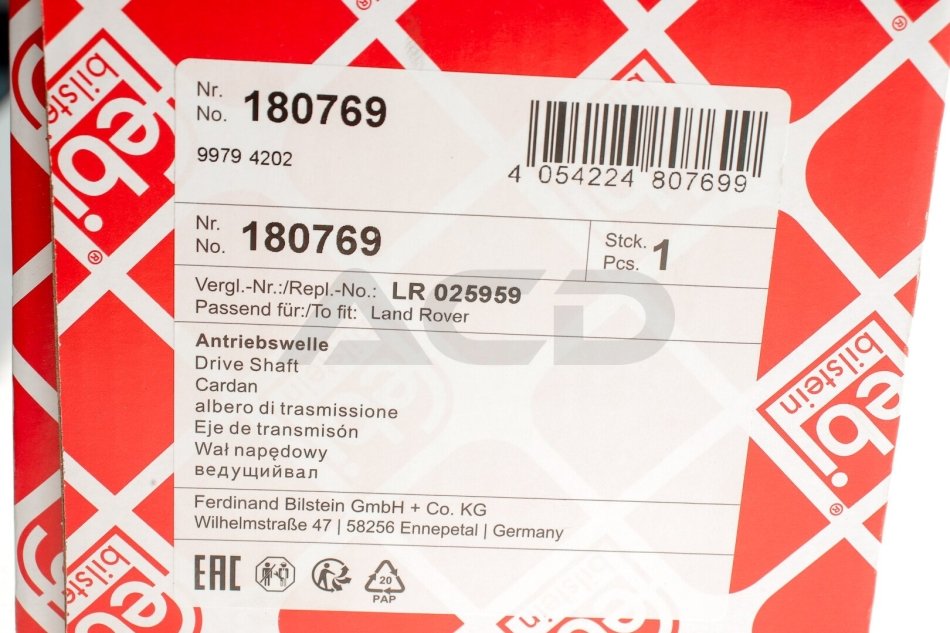 Nr.
No. 180769
9979 4202
4 054224 807699
Nr.
No. 180769
Stck.
Pcs. 1
Vergl.-Nr.:/Repl.-No.: LR 025959
Passend für:/To fit: Land Rover
Antriebswelle
Drive Shaft
Cardan
albero di trasmissione
Eje de transmisón
Wał napędowy
ведущийвал
Ferdinand Bilstein GmbH + Co. KG
Wilhelmstraße 47 | 58256 Ennepetal | Germany
EAC
20
PAP
ACD
febi
bilstein
®
febi
bilstein
®
bilstein